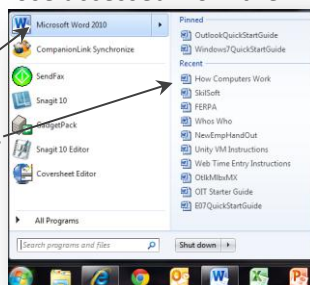 Microsoft Word 2010
CompanionLink Synchronize
SendFax
Snagit 10
GadgetPack
Snagit 10 Editor
Coversheet Editor
All Programs
Search programs and files
Pinned
OutlookQuickStartGuide
Windows7QuickStartGuide
Recent
How Computers Work
SkilSoft
FERPA
Whos Who
NewEmpHandOut
Unity VM Instructions
Web Time Entry Instructions
OtlkMlbxMX
OIT Starter Guide
E07QuickStartGuide
Shut down